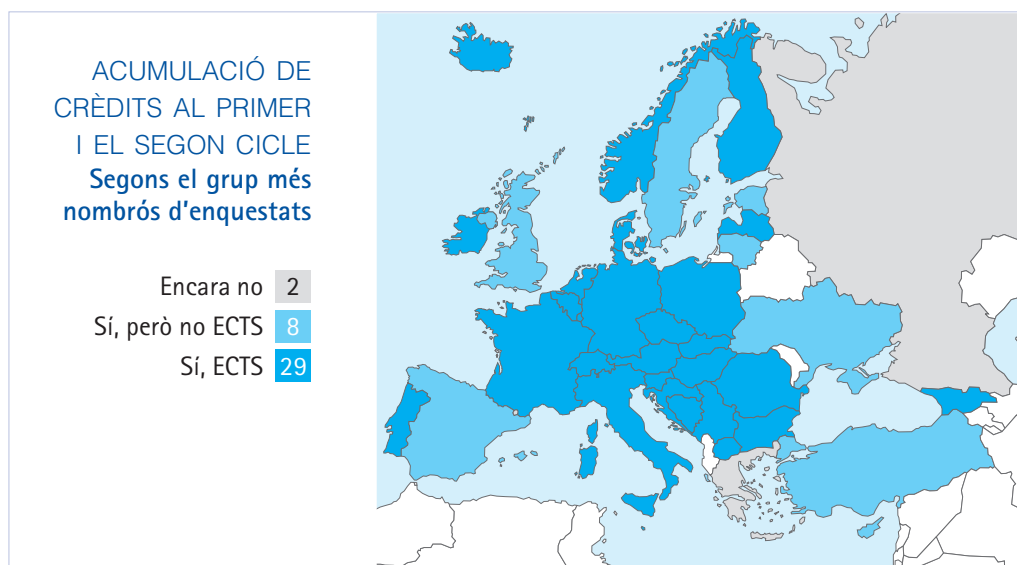 ACUMULACIÓ DE
CRÈDITS AL PRIMER
I EL SEGON CICLE
Segons el grup més
nombrós d'enquestats
Encara no 2
Sí, però no ECTS 8
Sí, ECTS 29